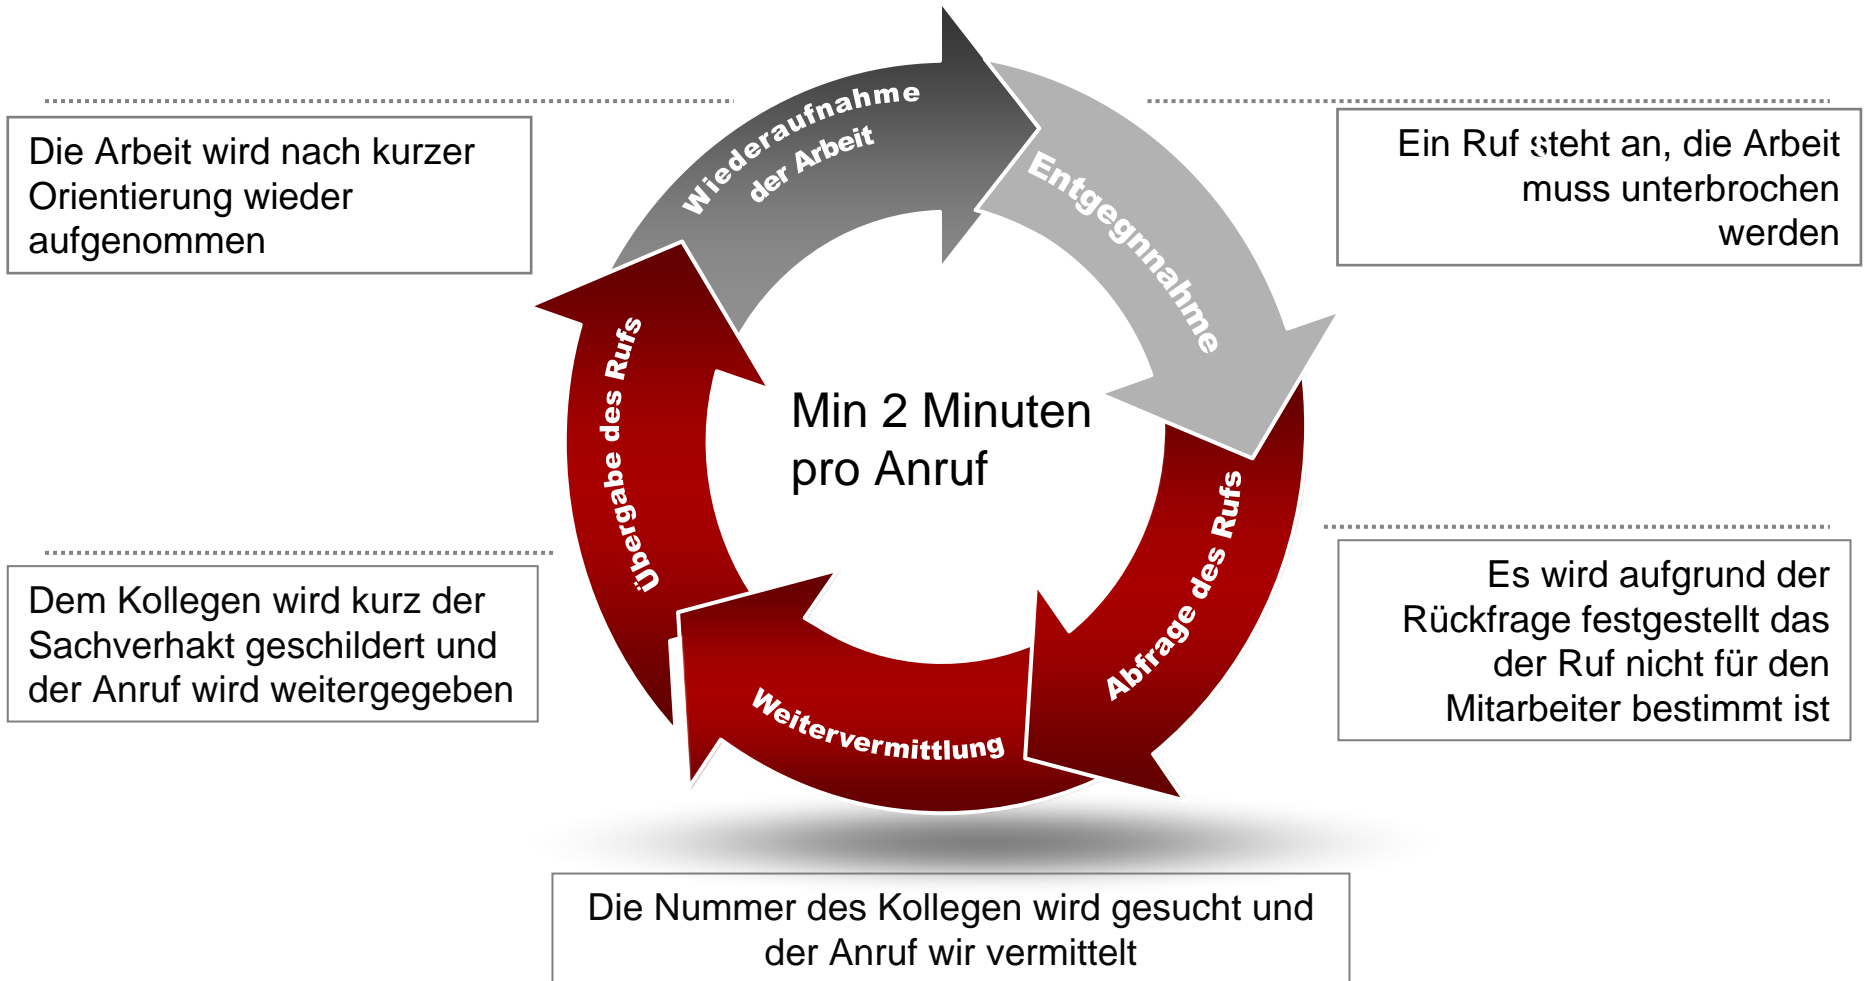 Wiederaufnahme
der Arbeit
Entgegnnahme
Die Arbeit wird nach kurzer
Orientierung wieder
aufgenommen
Ein Ruf steht an, die Arbeit
muss unterbrochen
werden
Übergabe des Rufs
Min 2 Minuten
pro Anruf
Abfrage des Rufs
Dem Kollegen wird kurz der
Sachverhakt geschildert und
der Anruf wird weitergegeben
Es wird aufgrund der
Rückfrage festgestellt das
der Ruf nicht für den
Mitarbeiter bestimmt ist
Weitervermittlung
Die Nummer des Kollegen wird gesucht und
der Anruf wir vermittelt